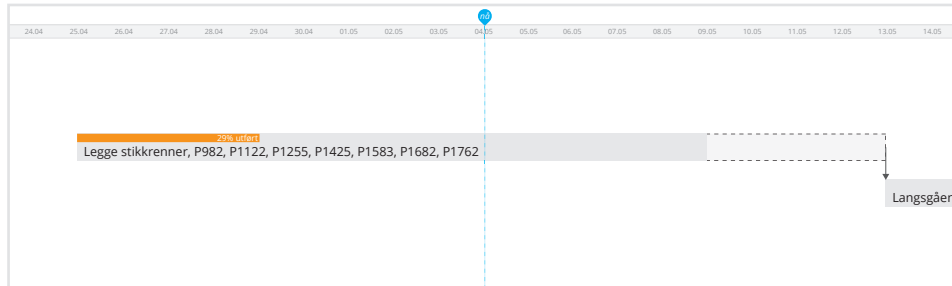 nå
24.04 25.04 26.04 27.04 28.04 29.04 30.04 01.05 02.05 03.05 04.05 05.05 06.05 07.05 08.05 09.05 10.05 11.05 12.05 13.05 14.05
29% utført
Legge stikkrenner, P982, P1122, P1255, P1425, P1583, P1682, P1762
Langsgåen